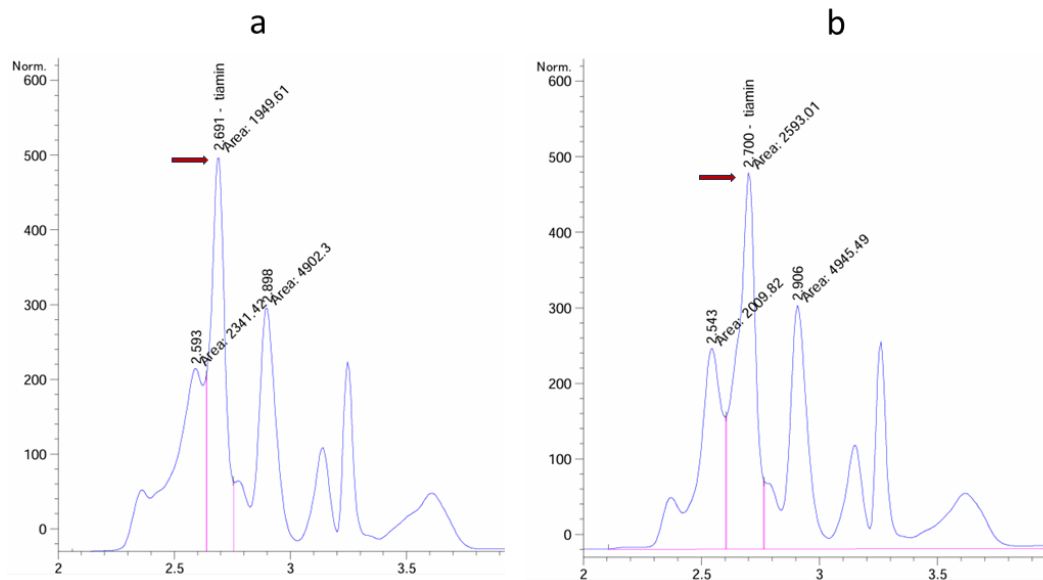 a
b
Norm.
600
500
400
300
200
100
0
2
2.5
3
3.5
2.593
Area: 2341.42
2.691 - tiamin
Area: 1949.61
2.898
Area: 4902.3
Norm.
600
500
400
300
200
100
0
2
2.5
3
3.5
2.543
Area: 2009.82
2.700 - tiamin
Area: 2593.01
2.906
Area: 4945.49